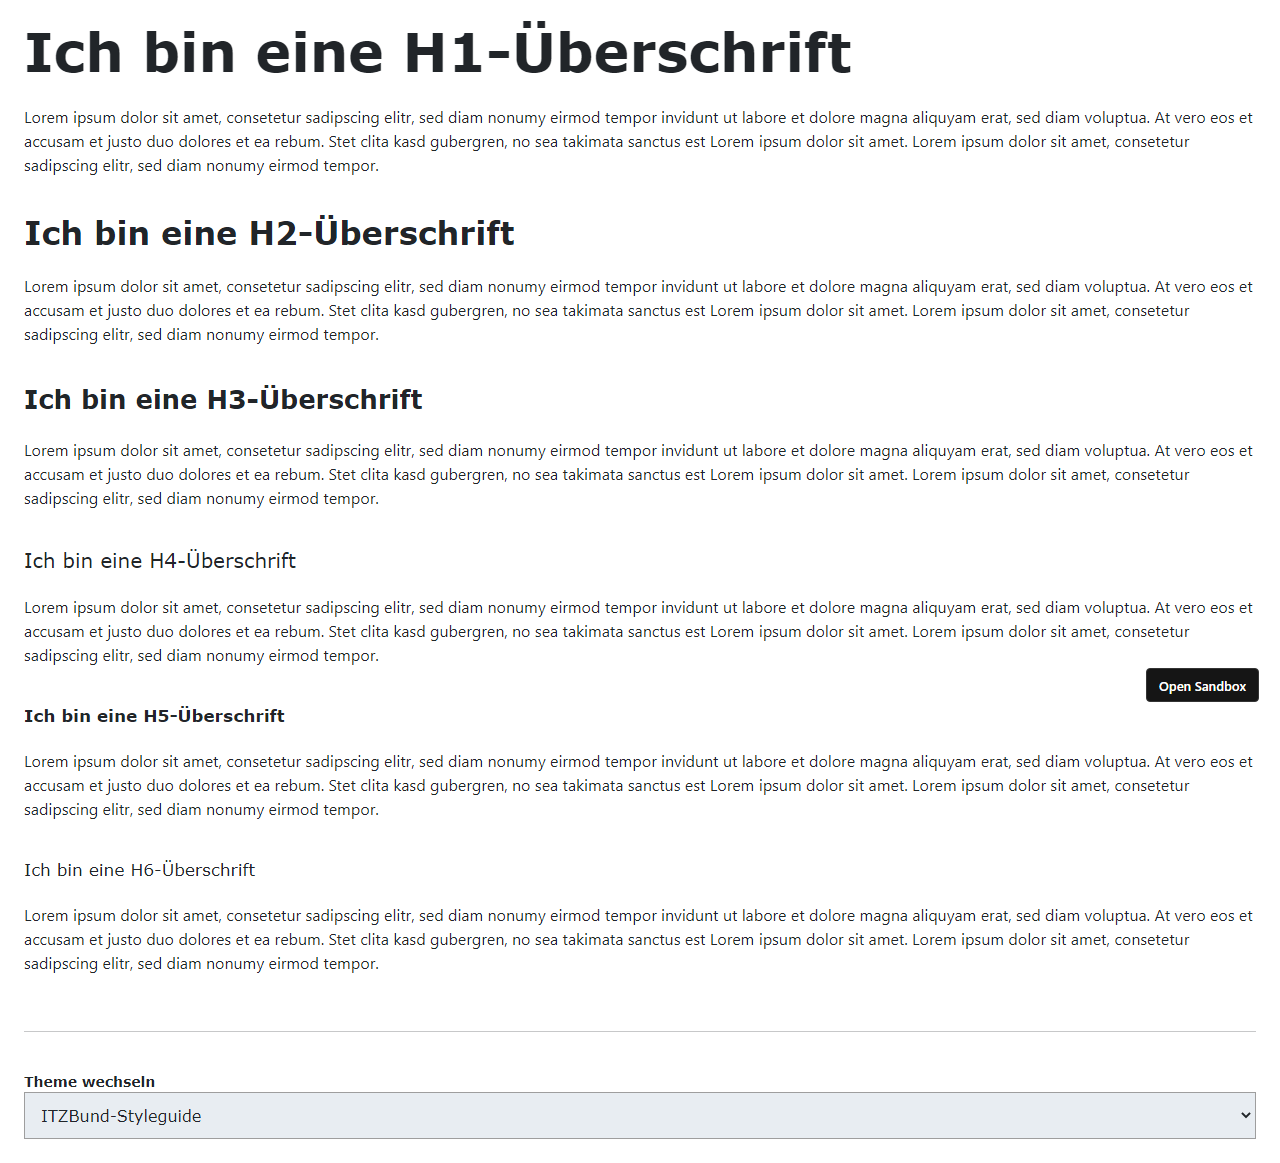 Ich bin eine H1-Überschrift
Lorem ipsum dolor sit amet, consetetur sadipscing elitr, sed diam nonumy eirmod tempor invidunt ut labore et dolore magna aliquyam erat, sed diam voluptua. At vero eos et
accusam et justo duo dolores et ea rebum. Stet clita kasd gubergren, no sea takimata sanctus est Lorem ipsum dolor sit amet. Lorem ipsum dolor sit amet, consetetur
sadipscing elitr, sed diam nonumy eirmod tempor.
Ich bin eine H2-Überschrift
Lorem ipsum dolor sit amet, consetetur sadipscing elitr, sed diam nonumy eirmod tempor invidunt ut labore et dolore magna aliquyam erat, sed diam voluptua. At vero eos et
accusam et justo duo dolores et ea rebum. Stet clita kasd gubergren, no sea takimata sanctus est Lorem ipsum dolor sit amet. Lorem ipsum dolor sit amet, consetetur
sadipscing elitr, sed diam nonumy eirmod tempor.
Ich bin eine H3-Überschrift
Lorem ipsum dolor sit amet, consetetur sadipscing elitr, sed diam nonumy eirmod tempor invidunt ut labore et dolore magna aliquyam erat, sed diam voluptua. At vero eos et
accusam et justo duo dolores et ea rebum. Stet clita kasd gubergren, no sea takimata sanctus est Lorem ipsum dolor sit amet. Lorem ipsum dolor sit amet, consetetur
sadipscing elitr, sed diam nonumy eirmod tempor.
Ich bin eine H4-Überschrift
Lorem ipsum dolor sit amet, consetetur sadipscing elitr, sed diam nonumy eirmod tempor invidunt ut labore et dolore magna aliquyam erat, sed diam voluptua. At vero eos et
accusam et justo duo dolores et ea rebum. Stet clita kasd gubergren, no sea takimata sanctus est Lorem ipsum dolor sit amet. Lorem ipsum dolor sit amet, consetetur
sadipscing elitr, sed diam nonumy eirmod tempor.
Open Sandbox
Ich bin eine H5-Überschrift
Lorem ipsum dolor sit amet, consetetur sadipscing elitr, sed diam nonumy eirmod tempor invidunt ut labore et dolore magna aliquyam erat, sed diam voluptua. At vero eos et
accusam et justo duo dolores et ea rebum. Stet clita kasd gubergren, no sea takimata sanctus est Lorem ipsum dolor sit amet. Lorem ipsum dolor sit amet, consetetur
sadipscing elitr, sed diam nonumy eirmod tempor.
Ich bin eine H6-Überschrift
Lorem ipsum dolor sit amet, consetetur sadipscing elitr, sed diam nonumy eirmod tempor invidunt ut labore et dolore magna aliquyam erat, sed diam voluptua. At vero eos et
accusam et justo duo dolores et ea rebum. Stet clita kasd gubergren, no sea takimata sanctus est Lorem ipsum dolor sit amet. Lorem ipsum dolor sit amet, consetetur
sadipscing elitr, sed diam nonumy eirmod tempor.
Theme wechseln
ITZBund-Styleguide